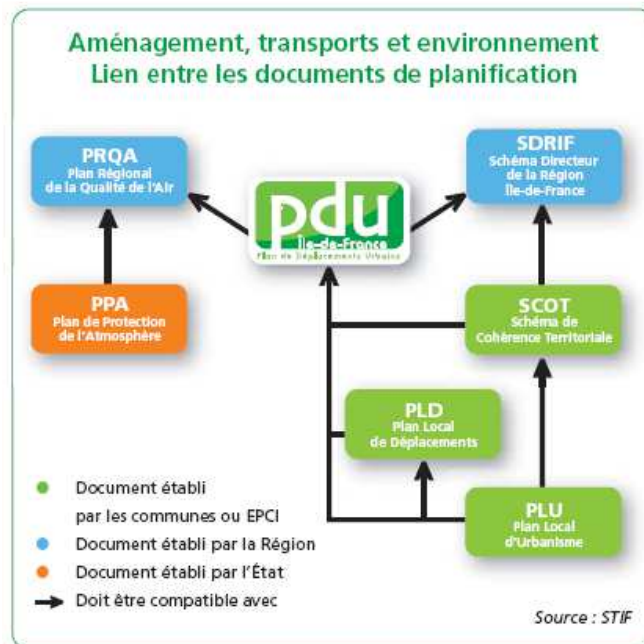 Aménagement, transports et environnement
Lien entre les documents de planification
PRQA
Plan Régional
de la Qualité de l'Air
SDRIF
Schéma Directeur
de la Région
Île-de-France
pdu
Île-de-France
Plan de Déplacements Urbains
PPA
Plan de Protection
de l'Atmosphère
SCOT
Schéma de
Cohérence Territoriale
PLD
Plan Local
de Déplacements
PLU
Plan Local
d'Urbanisme
Document établi
par les communes ou EPCI
Document établi par la Région
Document établi par l'État
Doit être compatible avec
Source : STIF